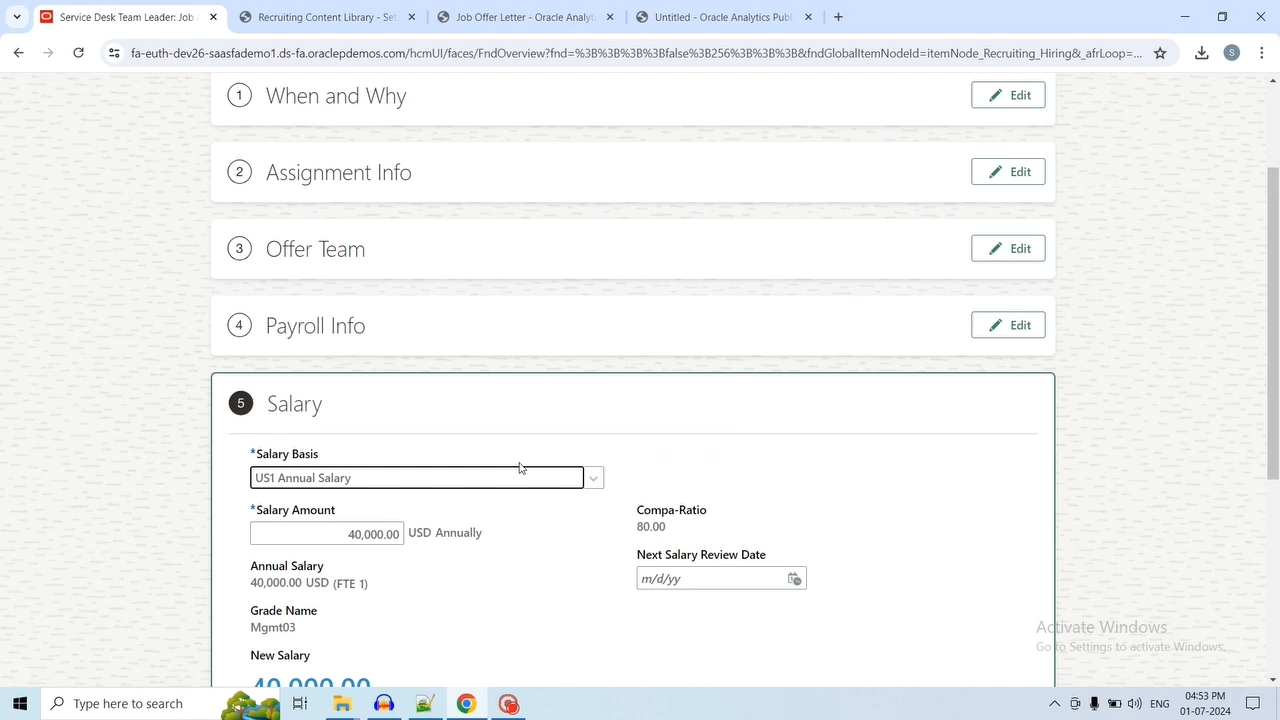 Service Desk Team Leader: Job A
Recruiting Content Library - Se
Job Offer Letter - Oracle Analyt
Untitled - Oracle Analytics Publ
fa-euth-dev26-saasfademo1.ds-fa.oraclepdemos.com/hcmUI/faces/FndOverview?fnd=%3B%3B%3B%3Bfalse%3B256%3B%3B%3B&fndGlobalItemNodeId=itemNode_Recruiting_Hiring&_afrLoop=...
S
1 When and Why Edit
2 Assignment Info Edit
3 Offer Team Edit
4 Payroll Info Edit
5 Salary
*Salary Basis
US1 Annual Salary
*Salary Amount
40,000.00 USD Annually
Compa-Ratio
80.00
Annual Salary
40,000.00 USD (FTE 1)
Next Salary Review Date
m/d/yy
Grade Name
Mgmt03
New Salary
40,000.00
Activate Windows
Go to Settings to activate Windows.
Type here to search
ENG
04:53 PM
01-07-2024